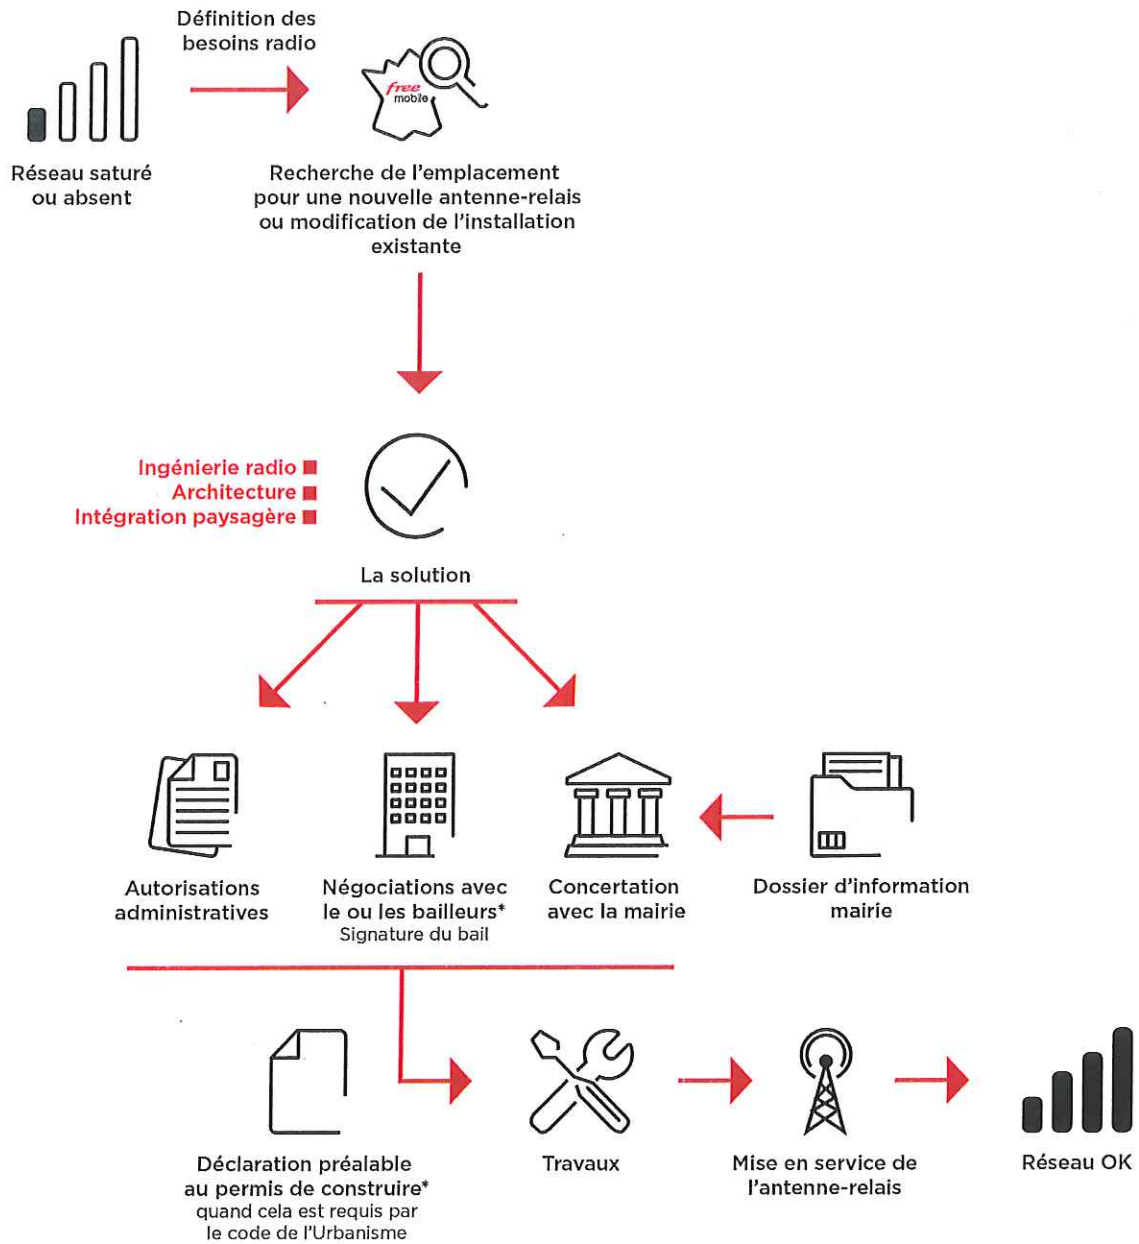 Définition des
besoins radio
free
mobile
Réseau saturé
ou absent
Recherche de l'emplacement
pour une nouvelle antenne-relais
ou modification de l'installation
existante
Ingénierie radio
Architecture
Intégration paysagère
La solution
Autorisations
administratives
Négociations avec
le ou les bailleurs*
Signature du bail
Concertation
avec la mairie
Dossier d'information
mairie
Déclaration préalable
au permis de construire*
quand cela est requis par
le code de l'Urbanisme
Travaux
Mise en service de
l'antenne-relais
Réseau OK